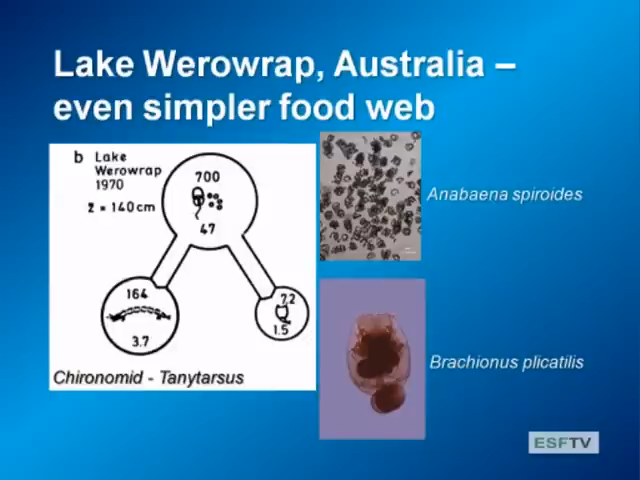 Lake Werowrap, Australia –
even simpler food web
b Lake
Werowrap
1970
z = 140cm
700
47
164
3.7
7.2
1.5
Chironomid - Tanytarsus
Anabaena spiroides
Brachionus plicatilis
ESFTV